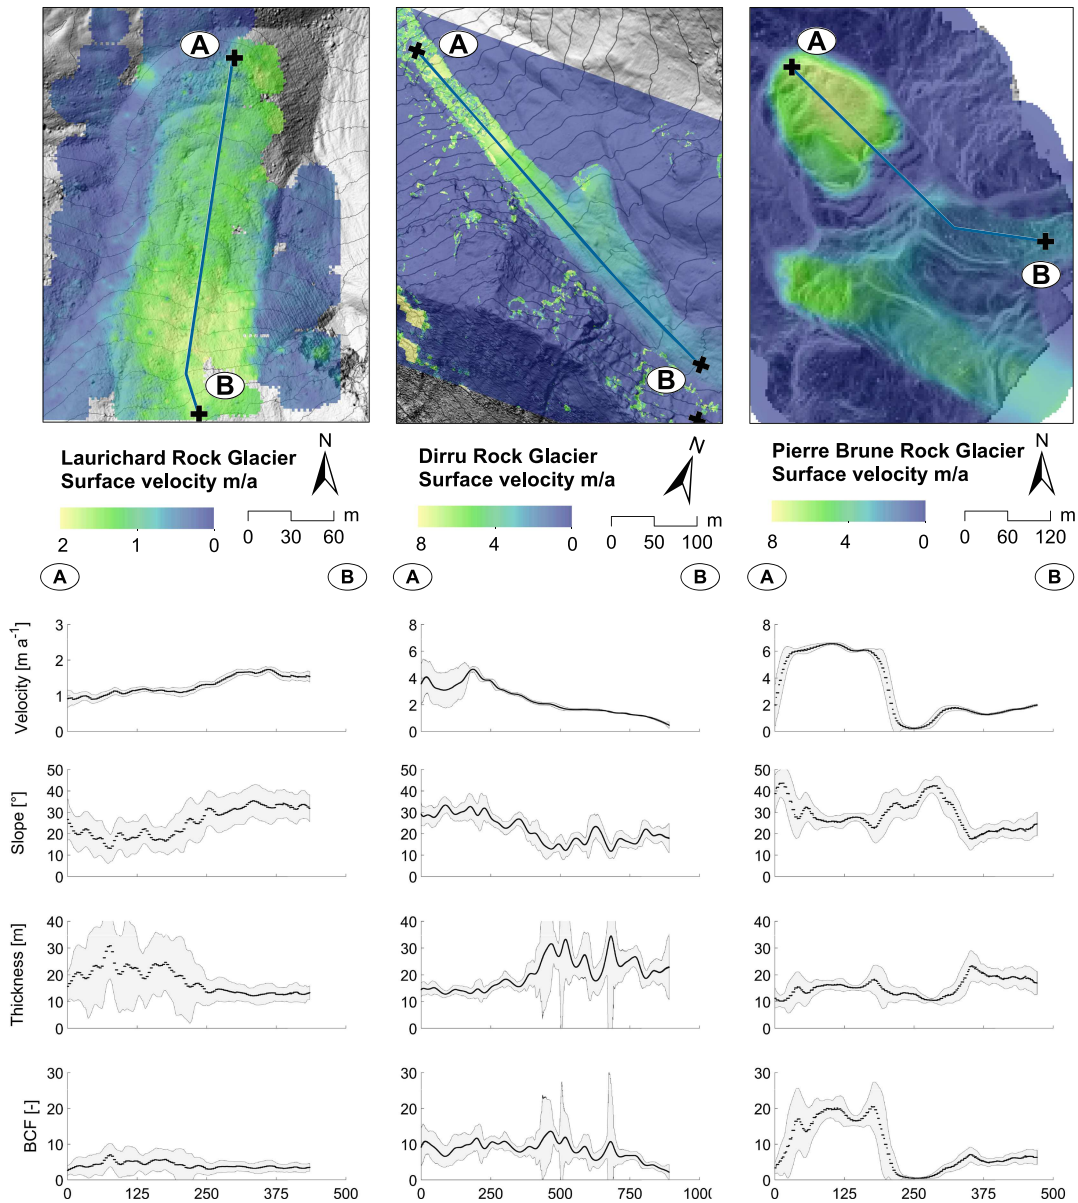 A
B
A
B
A
B
Laurichard Rock Glacier
Surface velocity m/a
N
2 1 0
0 30 60 m
Dirru Rock Glacier
Surface velocity m/a
N
8 4 0
0 50 100 m
Pierre Brune Rock Glacier
Surface velocity m/a
N
8 4 0
0 60 120 m
A B A B A B
Velocity [m a⁻¹]
3
2
1
0
8
6
4
2
0
8
6
4
2
0
Slope [°]
50
40
30
20
10
0
50
40
30
20
10
0
50
40
30
20
10
0
Thickness [m]
40
30
20
10
0
40
30
20
10
0
40
30
20
10
0
BCF [-]
30
20
10
0
30
20
10
0
30
20
10
0
0 125 250 375 500
0 250 500 750 100
0 125 250 375 500